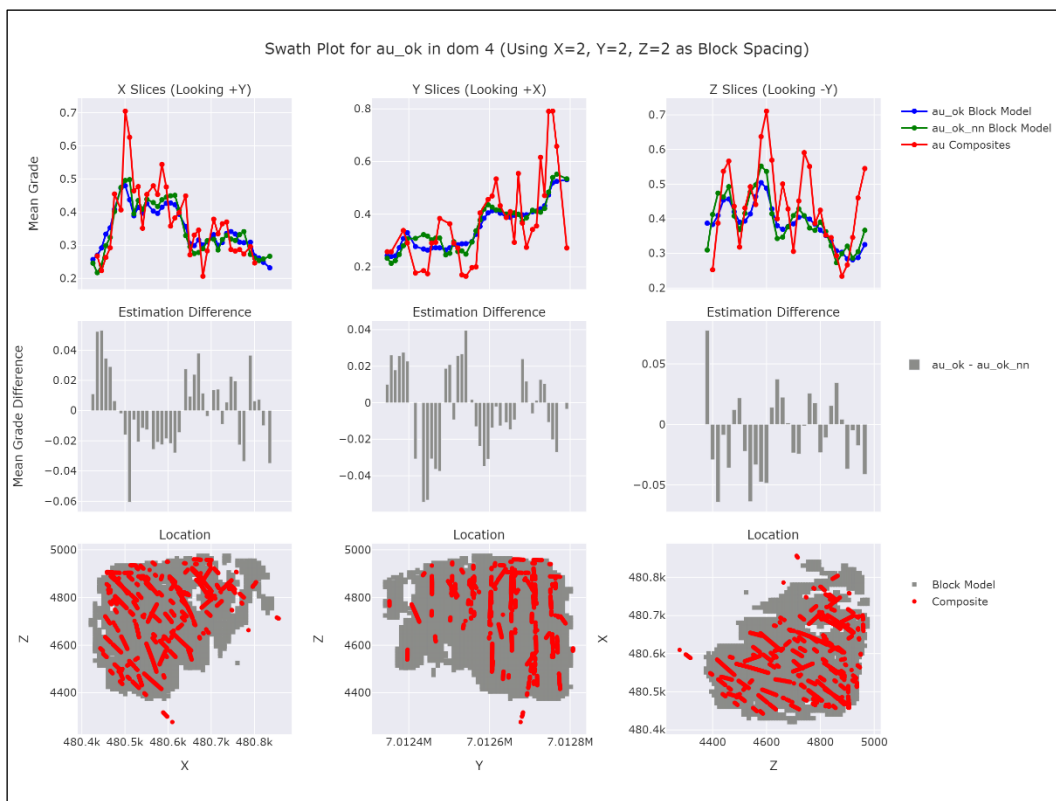 Swath Plot for au_ok in dom 4 (Using X=2, Y=2, Z=2 as Block Spacing)
X Slices (Looking +Y)
Y Slices (Looking +X)
Z Slices (Looking -Y)
Mean Grade
0.7
0.6
0.5
0.4
0.3
0.2
0.8
0.6
0.4
0.2
0.7
0.6
0.5
0.4
0.3
au_ok Block Model
au_ok_nn Block Model
au Composites
Estimation Difference
Estimation Difference
Estimation Difference
Mean Grade Difference
0.04
0.02
0
−0.02
−0.04
−0.06
0.04
0.02
0
−0.02
−0.04
0.05
0
−0.05
au_ok - au_ok_nn
Location
Location
Location
Z
5000
4800
4600
4400
480.4k 480.5k 480.6k 480.7k 480.8k
X
Z
5000
4800
4600
4400
7.0124M 7.0126M 7.0128M
Y
X
480.8k
480.7k
480.6k
480.5k
480.4k
4400 4600 4800 5000
Z
Block Model
Composite